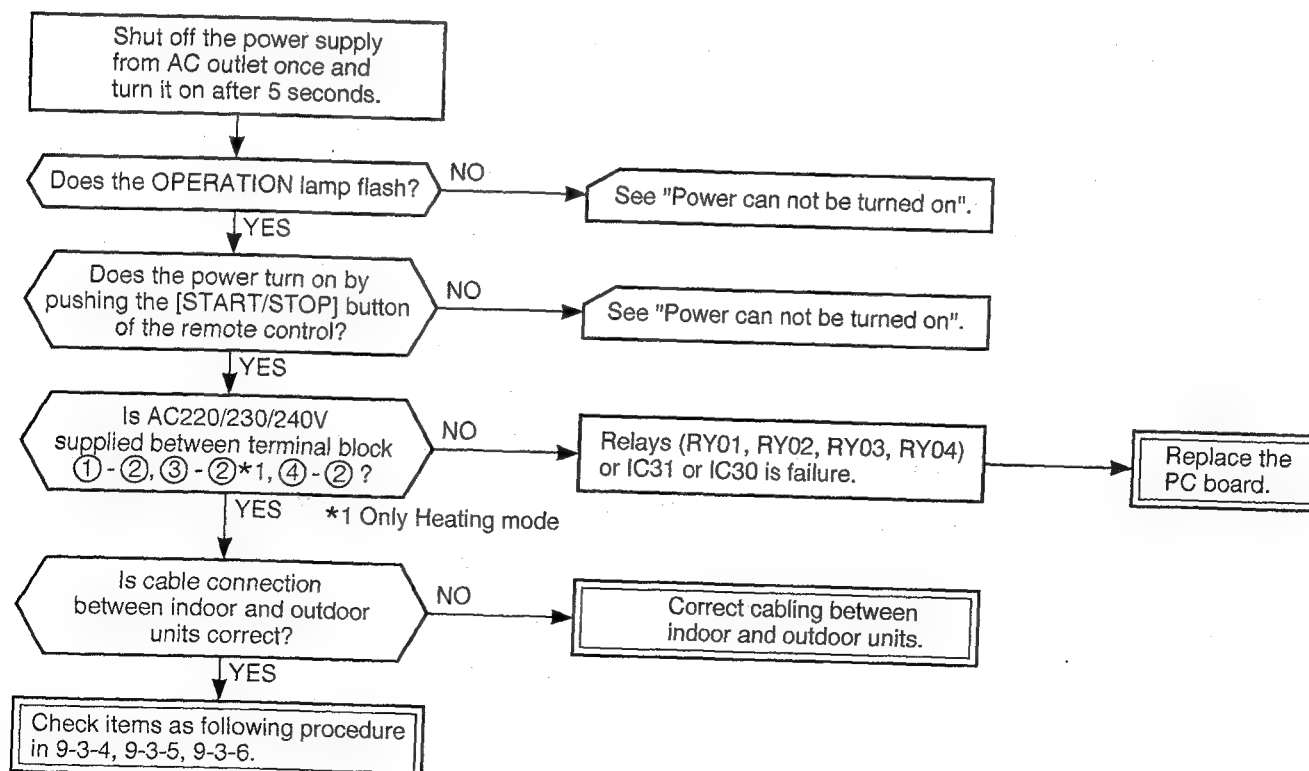 Shut off the power supply
from AC outlet once and
turn it on after 5 seconds.
Does the OPERATION lamp flash?
NO
See "Power can not be turned on".
YES
Does the power turn on by
pushing the [START/STOP] button
of the remote control?
NO
See "Power can not be turned on".
YES
Is AC220/230/240V
supplied between terminal block
①-②, ③-②*1, ④-②?
NO
Relays (RY01, RY02, RY03, RY04)
or IC31 or IC30 is failure.
Replace the
PC board.
YES
*1 Only Heating mode
Is cable connection
between indoor and outdoor
units correct?
NO
Correct cabling between
indoor and outdoor units.
YES
Check items as following procedure
in 9-3-4, 9-3-5, 9-3-6.